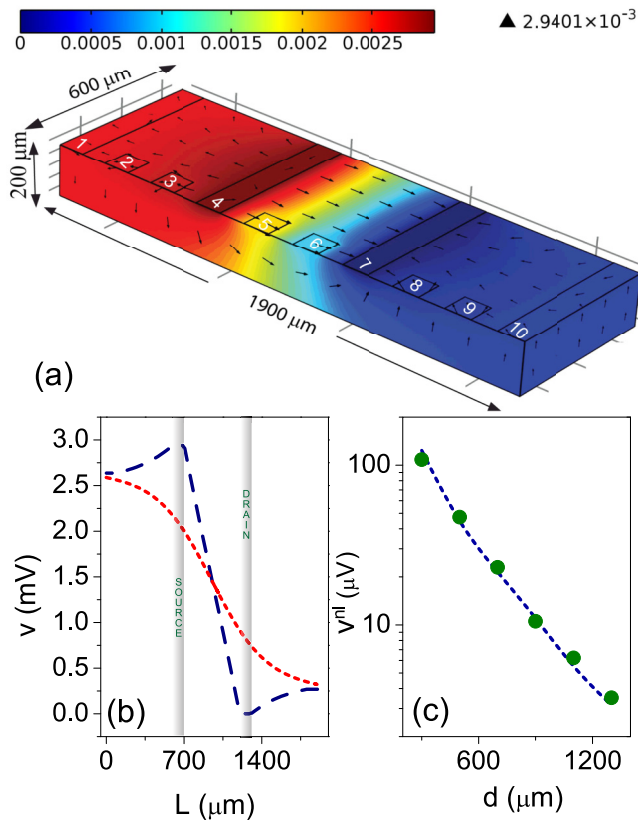 0 0.0005 0.001 0.0015 0.002 0.0025
▲ 2.9401×10⁻³
600 µm
200 µm
1900 µm
1
2
3
4
5
6
7
8
9
10
(a)
v (mV)
3.0
2.5
2.0
1.5
1.0
0.5
0.0
SOURCE
DRAIN
(b)
0 700 1400
L (µm)
vⁿˡ (µV)
100
10
(c)
600 1200
d (µm)